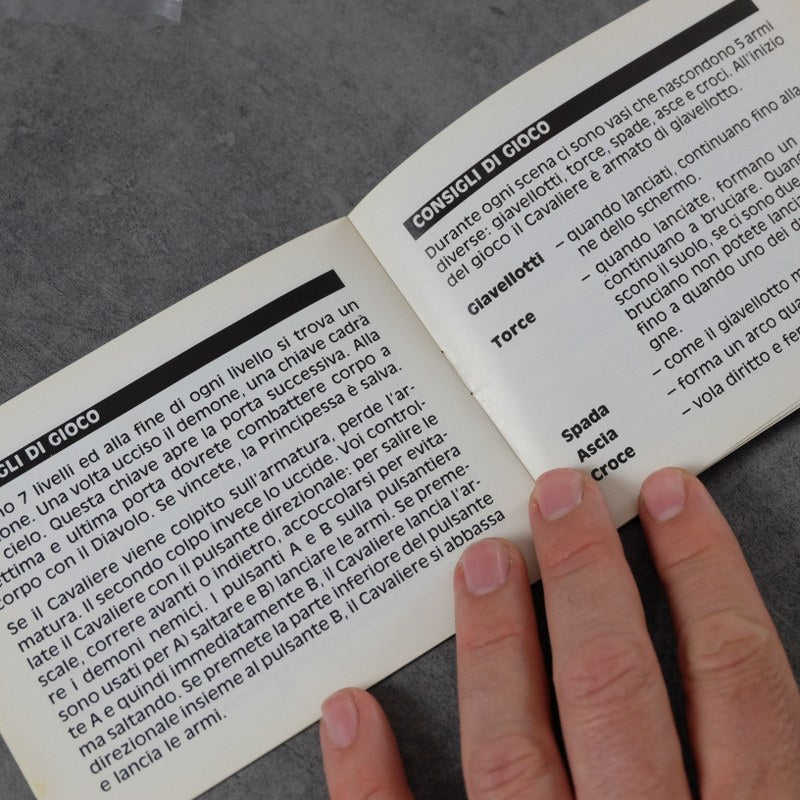 GLI DI GIOCO
lo 7 livelli ed alla fine di ogni livello si trova un
one. Una volta ucciso il demone, una chiave cadrà
cielo. Questa chiave apre la porta successiva. Alla
ettima e ultima porta dovrete combattere corpo a
corpo con il Diavolo. Se vincete, la Principessa è salva.
Se il Cavaliere viene colpito sull'armatura, perde l'ar-
matura. Il secondo colpo invece lo uccide. Voi control-
late il Cavaliere con il pulsante direzionale: per salire le
scale, correre avanti o indietro, accoccolarsi per evita-
re i demoni nemici. I pulsanti A e B sulla pulsantiera
sono usati per A) saltare e B) lanciare le armi. Se preme-
te A e quindi immediatamente B, il Cavaliere lancia l'ar-
ma saltando. Se premete la parte inferiore del pulsante
direzionale insieme al pulsante B, il Cavaliere si abbassa
e lancia le armi.
CONSIGLI DI GIOCO
Durante ogni scena ci sono vasi che nascondono 5 armi
diverse: giavellotti, torce, spade, asce e croci. All'inizio
del gioco il Cavaliere è armato di giavellotto.
Giavellotti – quando lanciati, continuano fino alla
ne dello schermo.
Torce – quando lanciate, formano un
continuano a bruciare. Quand
scono il suolo, se ci sono due
bruciano non potete lancia
fino a quando uno dei d
gne.
Spada – come il giavellotto m
Ascia – forma un arco qua
Croce – vola diritto e fe